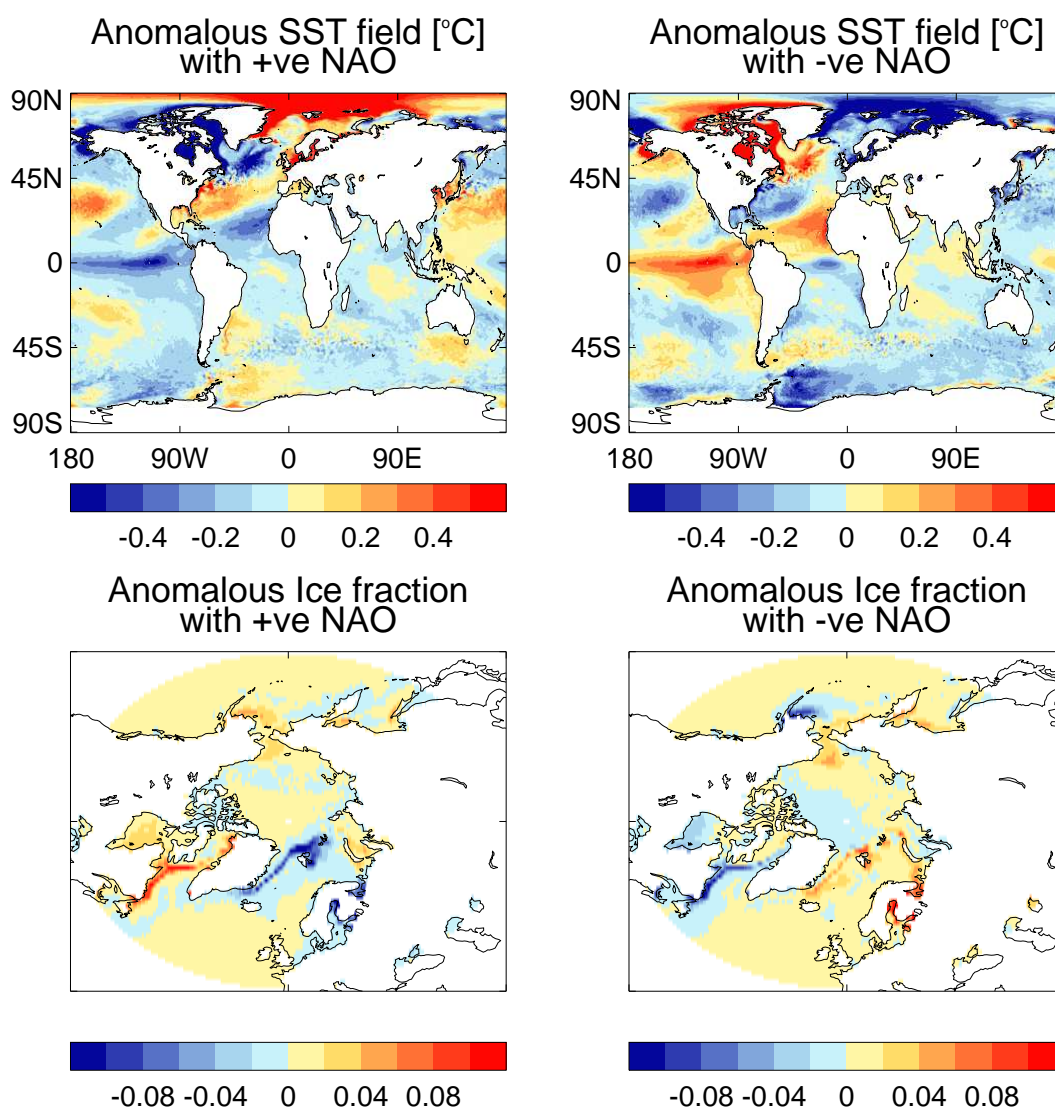 Anomalous SST field [°C]
with +ve NAO
Anomalous SST field [°C]
with -ve NAO
90N
45N
0
45S
90S
180 90W 0 90E
90N
45N
0
45S
90S
180 90W 0 90E
-0.4 -0.2 0 0.2 0.4
-0.4 -0.2 0 0.2 0.4
Anomalous Ice fraction
with +ve NAO
Anomalous Ice fraction
with -ve NAO
-0.08 -0.04 0 0.04 0.08
-0.08 -0.04 0 0.04 0.08